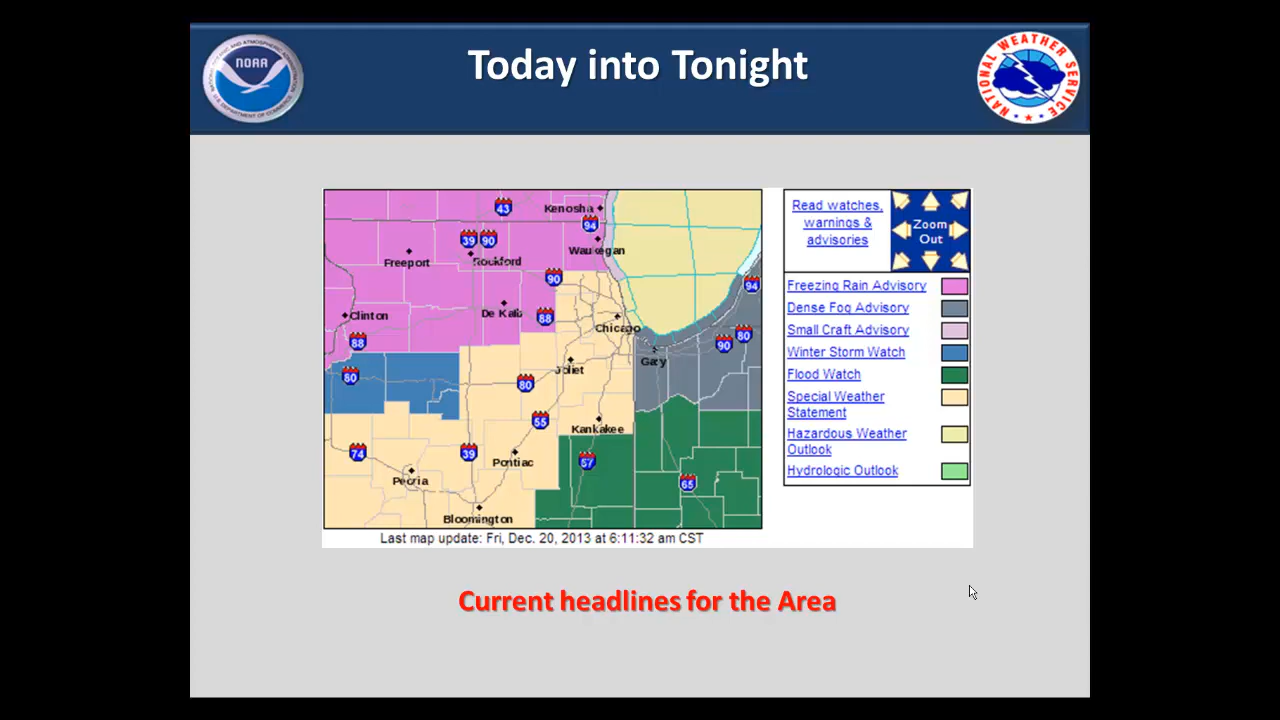 Today into Tonight
NOAA
NATIONAL WEATHER SERVICE
43
Kenosha
94
39
90
Waukegan
Freeport
Rockford
90
94
Clinton
De Kalb
88
Chicago
88
90
80
Gary
80
Joliet
80
55
Kankakee
74
39
Pontiac
57
Peoria
65
Bloomington
Last map update: Fri, Dec. 20, 2013 at 6:11:32 am CST
Read watches,
warnings &
advisories
Zoom
Out
Freezing Rain Advisory
Dense Fog Advisory
Small Craft Advisory
Winter Storm Watch
Flood Watch
Special Weather
Statement
Hazardous Weather
Outlook
Hydrologic Outlook
Current headlines for the Area